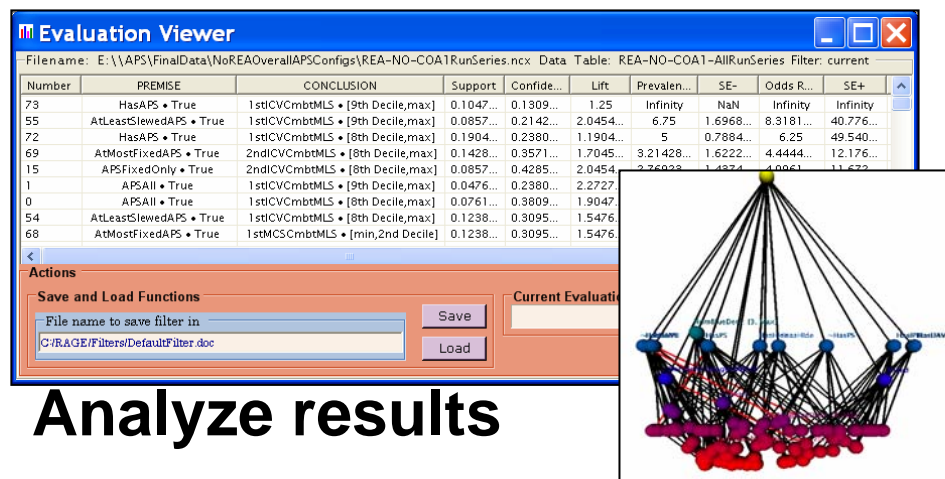 Evaluation Viewer
Filename: E:\\APS\FinalData\NoREAOverallAPSConfigs\REA-NO-COA1RunSeries.ncx Data Table: REA-NO-COA1-AllRunSeries Filter: current
Number PREMISE CONCLUSION Support Confide... Lift Prevalen... SE- Odds R... SE+
73 HasAPS • True 1stICVCmbtMLS • [9th Decile,max] 0.1047... 0.1309... 1.25 Infinity NaN Infinity Infinity
55 AtLeastSlewedAPS • True 1stICVCmbtMLS • [9th Decile,max] 0.0857... 0.2142... 2.0454... 6.75 1.6968... 8.3181... 40.776...
72 HasAPS • True 1stICVCmbtMLS • [8th Decile,max] 0.1904... 0.2380... 1.1904... 5 0.7884... 6.25 49.540...
69 AtMostFixedAPS • True 2ndICVCmbtMLS • [8th Decile,max] 0.1428... 0.3571... 1.7045... 3.21428... 1.6222... 4.4444... 12.176...
15 APSFixedOnly • True 2ndICVCmbtMLS • [8th Decile,max] 0.0857... 0.4285... 2.0454...
1 APSAll • True 1stICVCmbtMLS • [9th Decile,max] 0.0476... 0.2380... 2.2727...
0 APSAll • True 1stICVCmbtMLS • [8th Decile,max] 0.0761... 0.3809... 1.9047...
54 AtLeastSlewedAPS • True 1stICVCmbtMLS • [8th Decile,max] 0.1238... 0.3095... 1.5476...
68 AtMostFixedAPS • True 1stMCSCmbtMLS • [min,2nd Decile] 0.1238... 0.3095... 1.5476...
Actions
Save and Load Functions
Current
File name to save filter in
Save
C:/RAGE/Filters/DefaultFilter.doc
Load
Analyze results